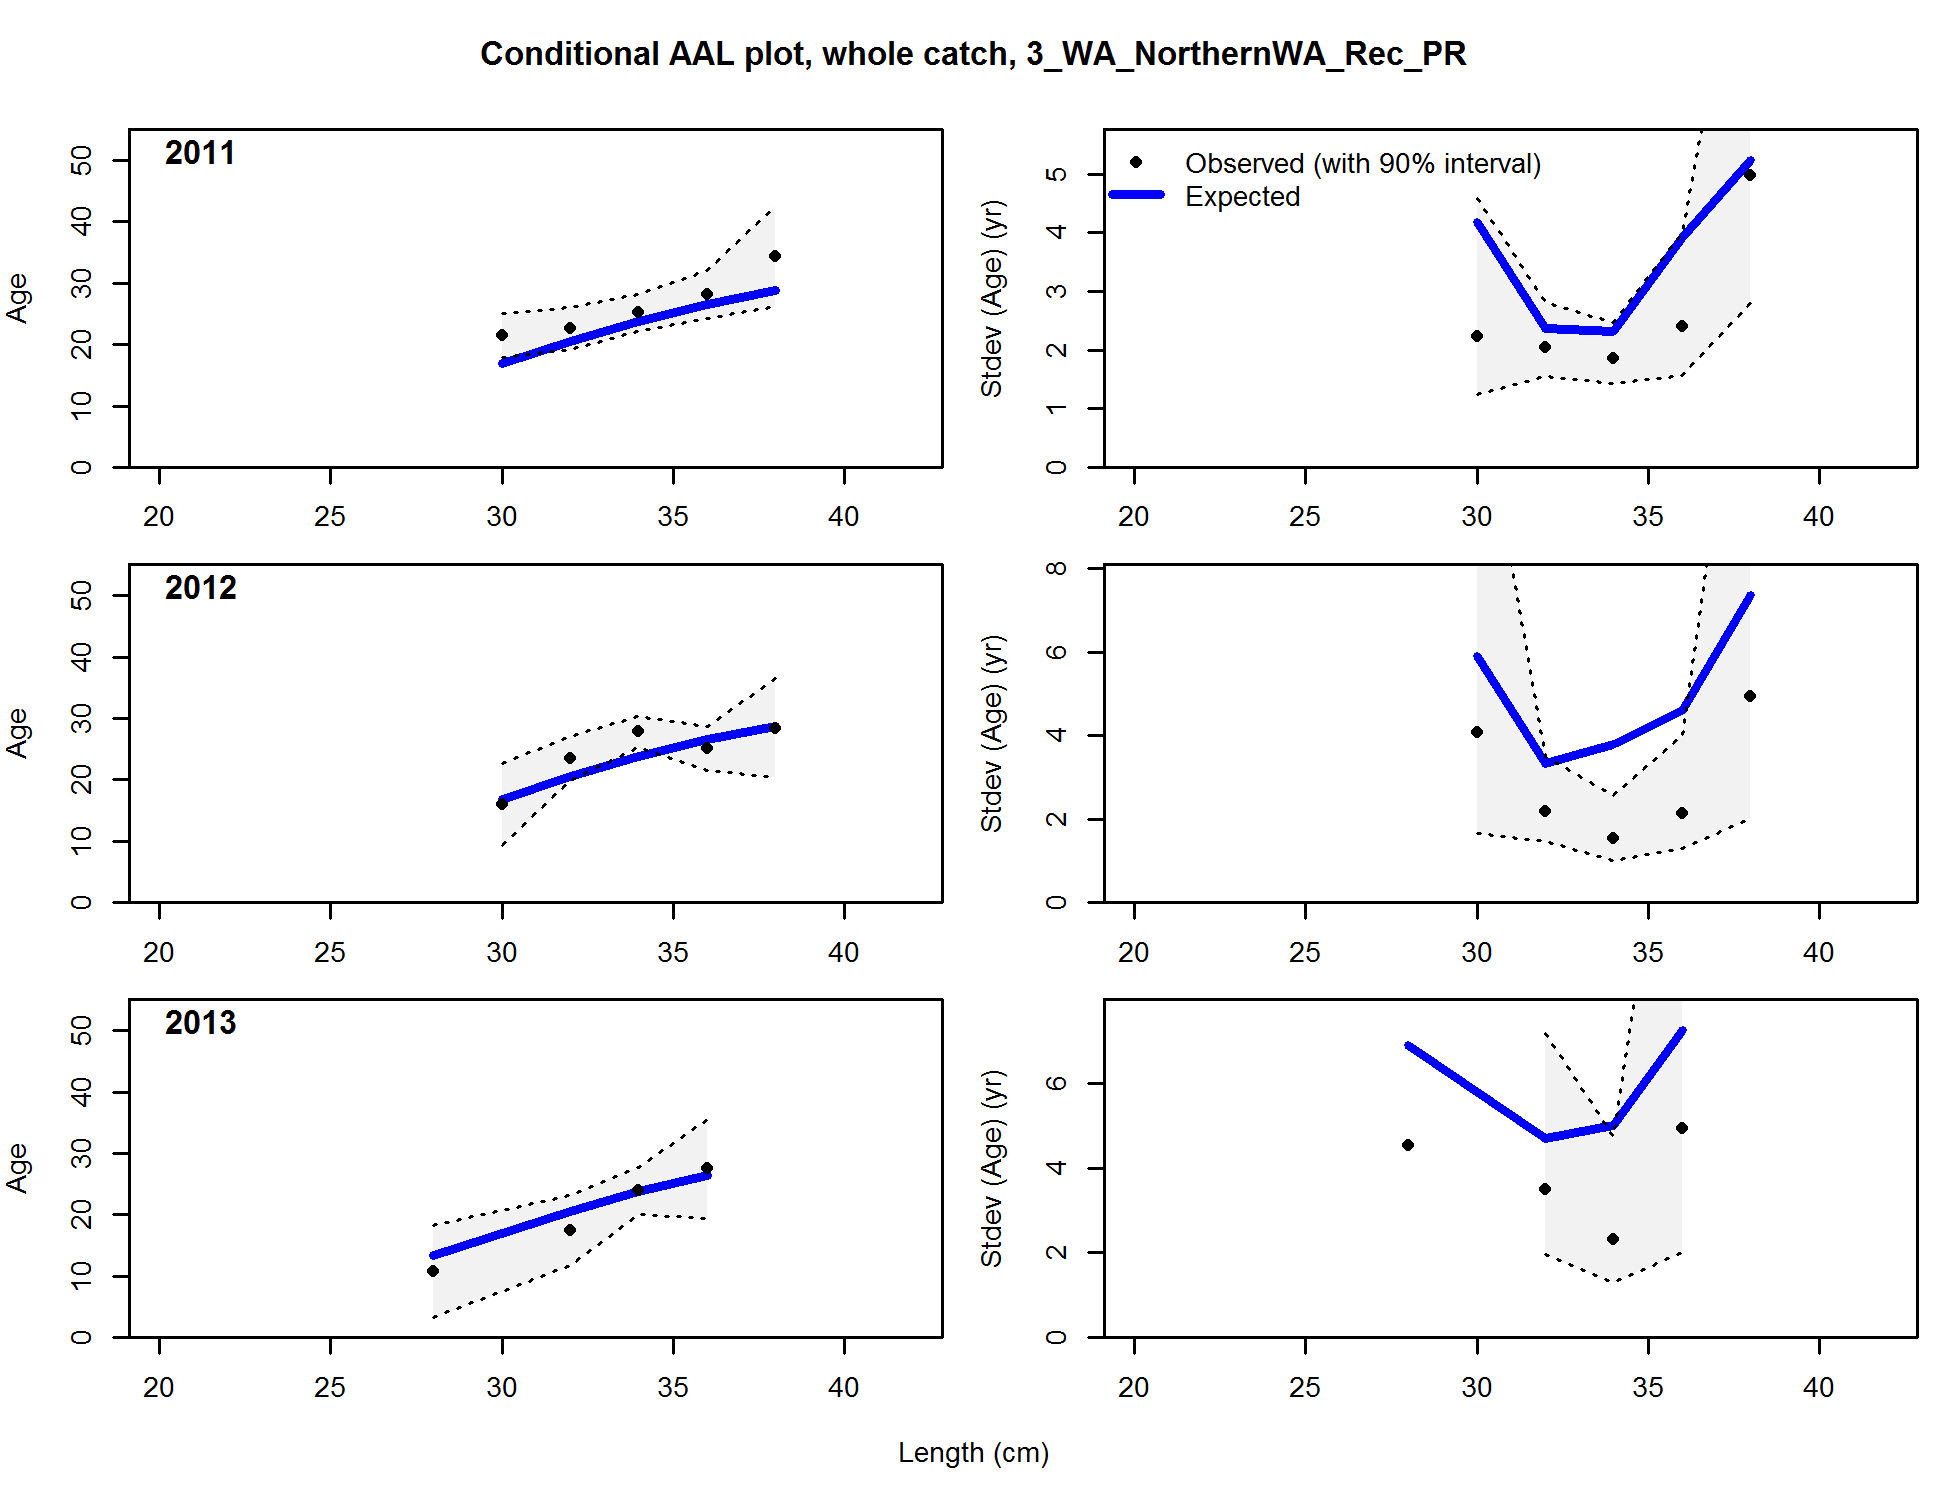 Conditional AAL plot, whole catch, 3_WA_NorthernWA_Rec_PR
2011
Age
0 10 20 30 40 50
20 25 30 35 40
Observed (with 90% interval)
Expected
Stdev (Age) (yr)
0 1 2 3 4 5
20 25 30 35 40
2012
Age
0 10 20 30 40 50
20 25 30 35 40
Stdev (Age) (yr)
0 2 4 6 8
20 25 30 35 40
2013
Age
0 10 20 30 40 50
20 25 30 35 40
Stdev (Age) (yr)
0 2 4 6
20 25 30 35 40
Length (cm)